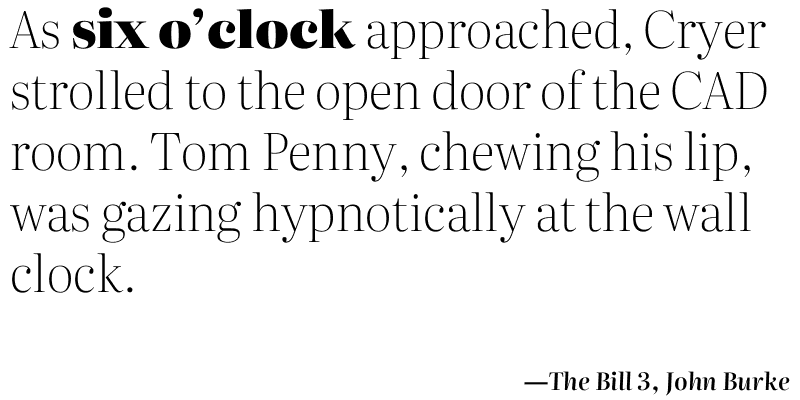 As six o’clock approached, Cryer
strolled to the open door of the CAD
room. Tom Penny, chewing his lip,
was gazing hypnotically at the wall
clock.
—The Bill 3, John Burke